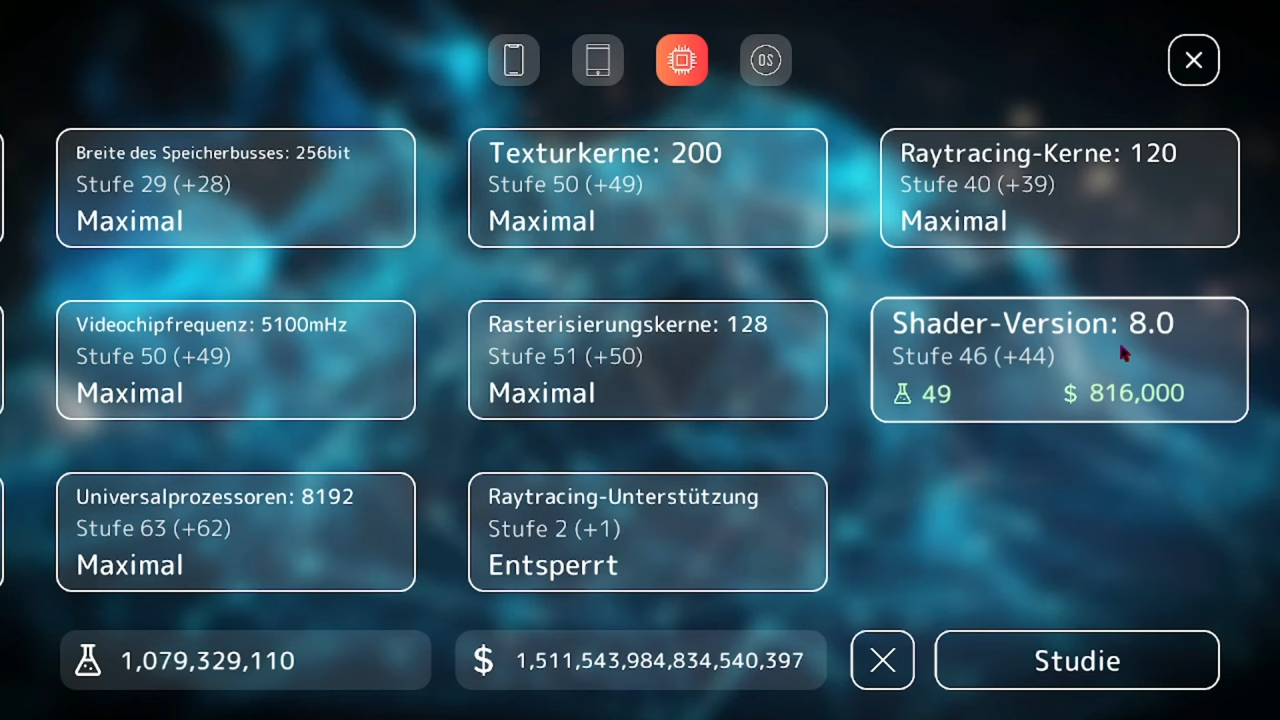 OS
Breite des Speicherbusses: 256bit
Stufe 29 (+28)
Maximal
Texturkerne: 200
Stufe 50 (+49)
Maximal
Raytracing-Kerne: 120
Stufe 40 (+39)
Maximal
Videochipfrequenz: 5100mHz
Stufe 50 (+49)
Maximal
Rasterisierungskerne: 128
Stufe 51 (+50)
Maximal
Shader-Version: 8.0
Stufe 46 (+44)
49 $ 816,000
Universalprozessoren: 8192
Stufe 63 (+62)
Maximal
Raytracing-Unterstützung
Stufe 2 (+1)
Entsperrt
1,079,329,110
$ 1,511,543,984,834,540,397
Studie